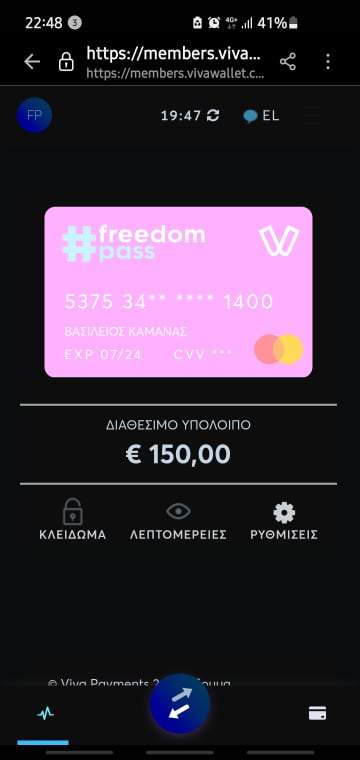 22:48 3 4G+ 41%
https://members.viva...
https://members.vivawallet.c...
FP 19:47 EL
#freedom
pass
5375 34** **** 1400
ΒΑΣΙΛΕΙΟΣ ΚΑΜΑΝΑΣ
EXP 07/24 CVV ***
ΔΙΑΘΕΣΙΜΟ ΥΠΟΛΟΙΠΟ
€ 150,00
ΚΛΕΙΔΩΜΑ ΛΕΠΤΟΜΕΡΕΙΕΣ ΡΥΘΜΙΣΕΙΣ
© Viva Payments